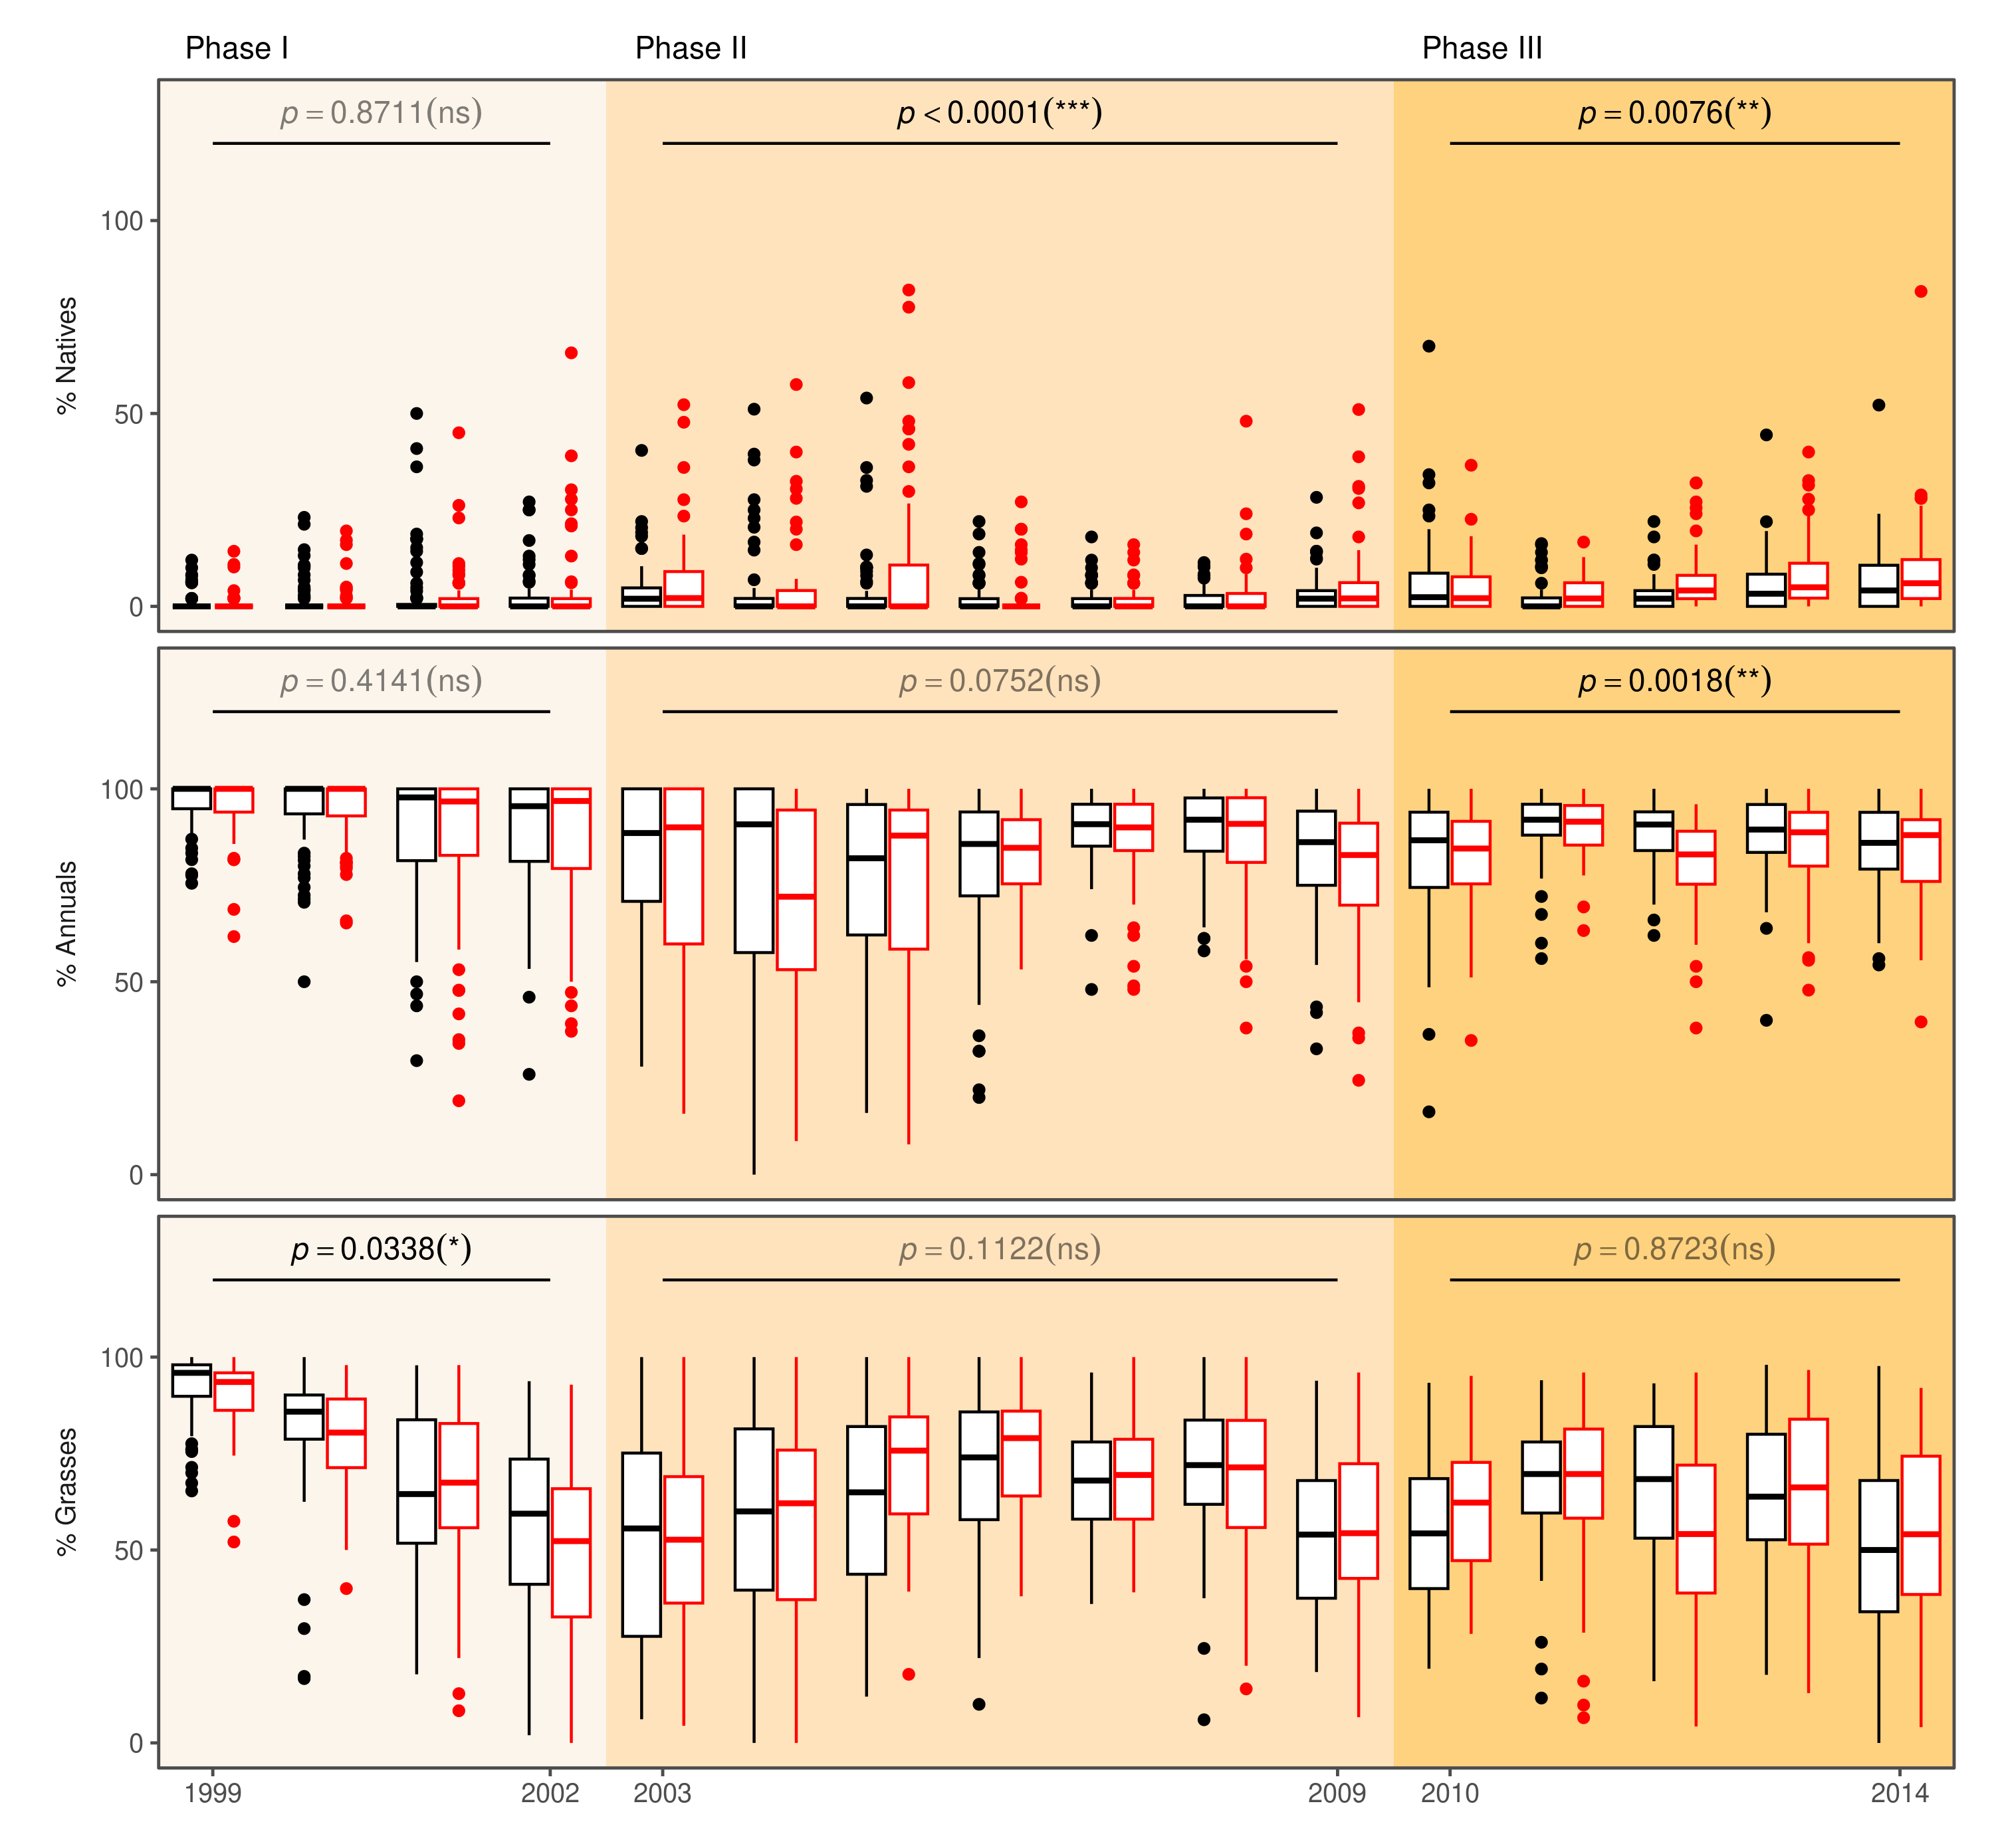 Phase I Phase II Phase III
p = 0.8711(ns) p < 0.0001(***) p = 0.0076(**)
% Natives
100
50
0
p = 0.4141(ns) p = 0.0752(ns) p = 0.0018(**)
% Annuals
100
50
0
p = 0.0338(*) p = 0.1122(ns) p = 0.8723(ns)
% Grasses
100
50
0
1999 2002 2003 2009 2010 2014